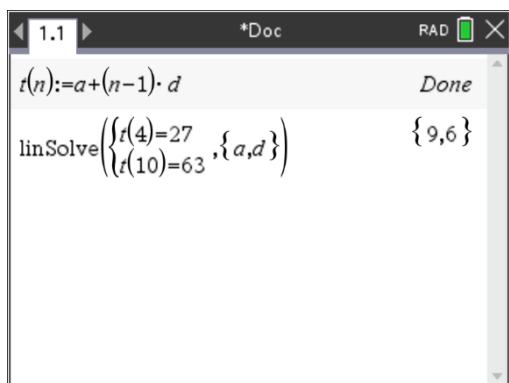 1.1 *Doc RAD
t(n):=a+(n−1)· d Done
linSolve({t(4)=27 ,{a,d}) {9,6}
t(10)=63